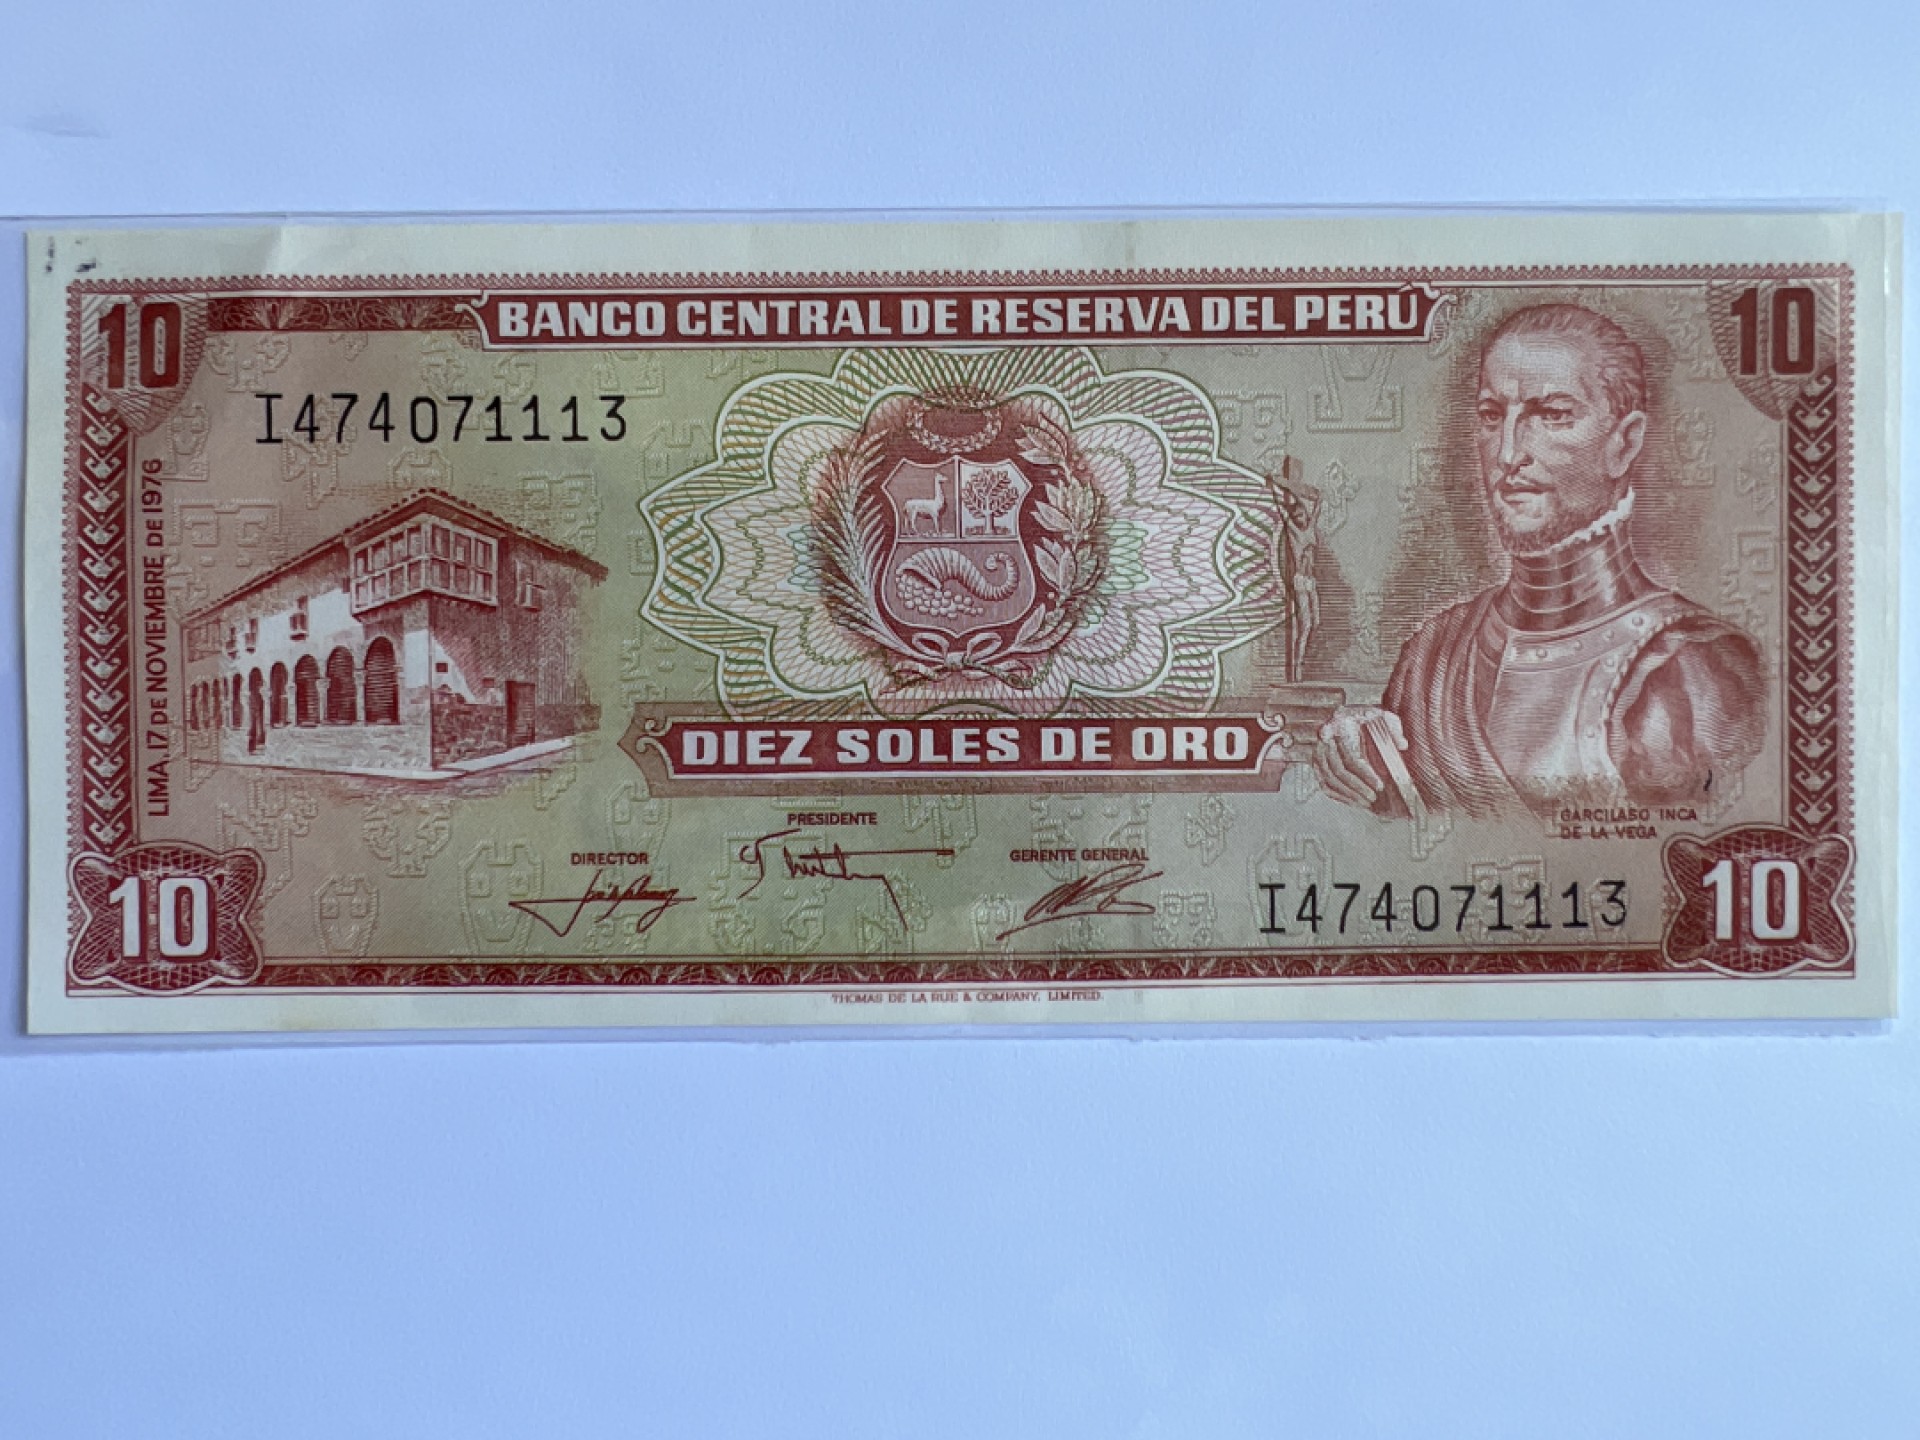 10
BANCO CENTRAL DE RESERVA DEL PERÚ
10
I474071113
LIMA, 17 DE NOVIEMBRE DE 1976
DIEZ SOLES DE ORO
GARCILASO INCA
DE LA VEGA
PRESIDENTE
DIRECTOR
GERENTE GENERAL
10
I474071113
10
THOMAS DE LA RUE & COMPANY, LIMITED.